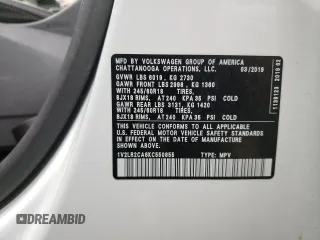 MFD. BY VOLKSWAGEN GROUP OF AMERICA
CHATTANOOGA OPERATIONS, LLC. 03/2019
GVWR LBS 6019 , KG 2730
GAWR FRONT LBS 2998 , KG 1360
WITH 245/60R18 TIRES,
8JX18 RIMS, AT 240 KPA 35 PSI COLD
GAWR REAR LBS 3131, KG 1420
WITH 245/60R18 TIRES,
8JX18 RIMS, AT 240 KPA 35 PSI COLD
THIS VEHICLE CONFORMS TO ALL APPLICABLE
U.S. FEDERAL MOTOR VEHICLE SAFETY STANDARDS
IN EFFECT ON THE DATE OF MANUFACTURE
SHOWN ABOVE.
TYPE: MPV
DREAMBID
AutoBidMaster